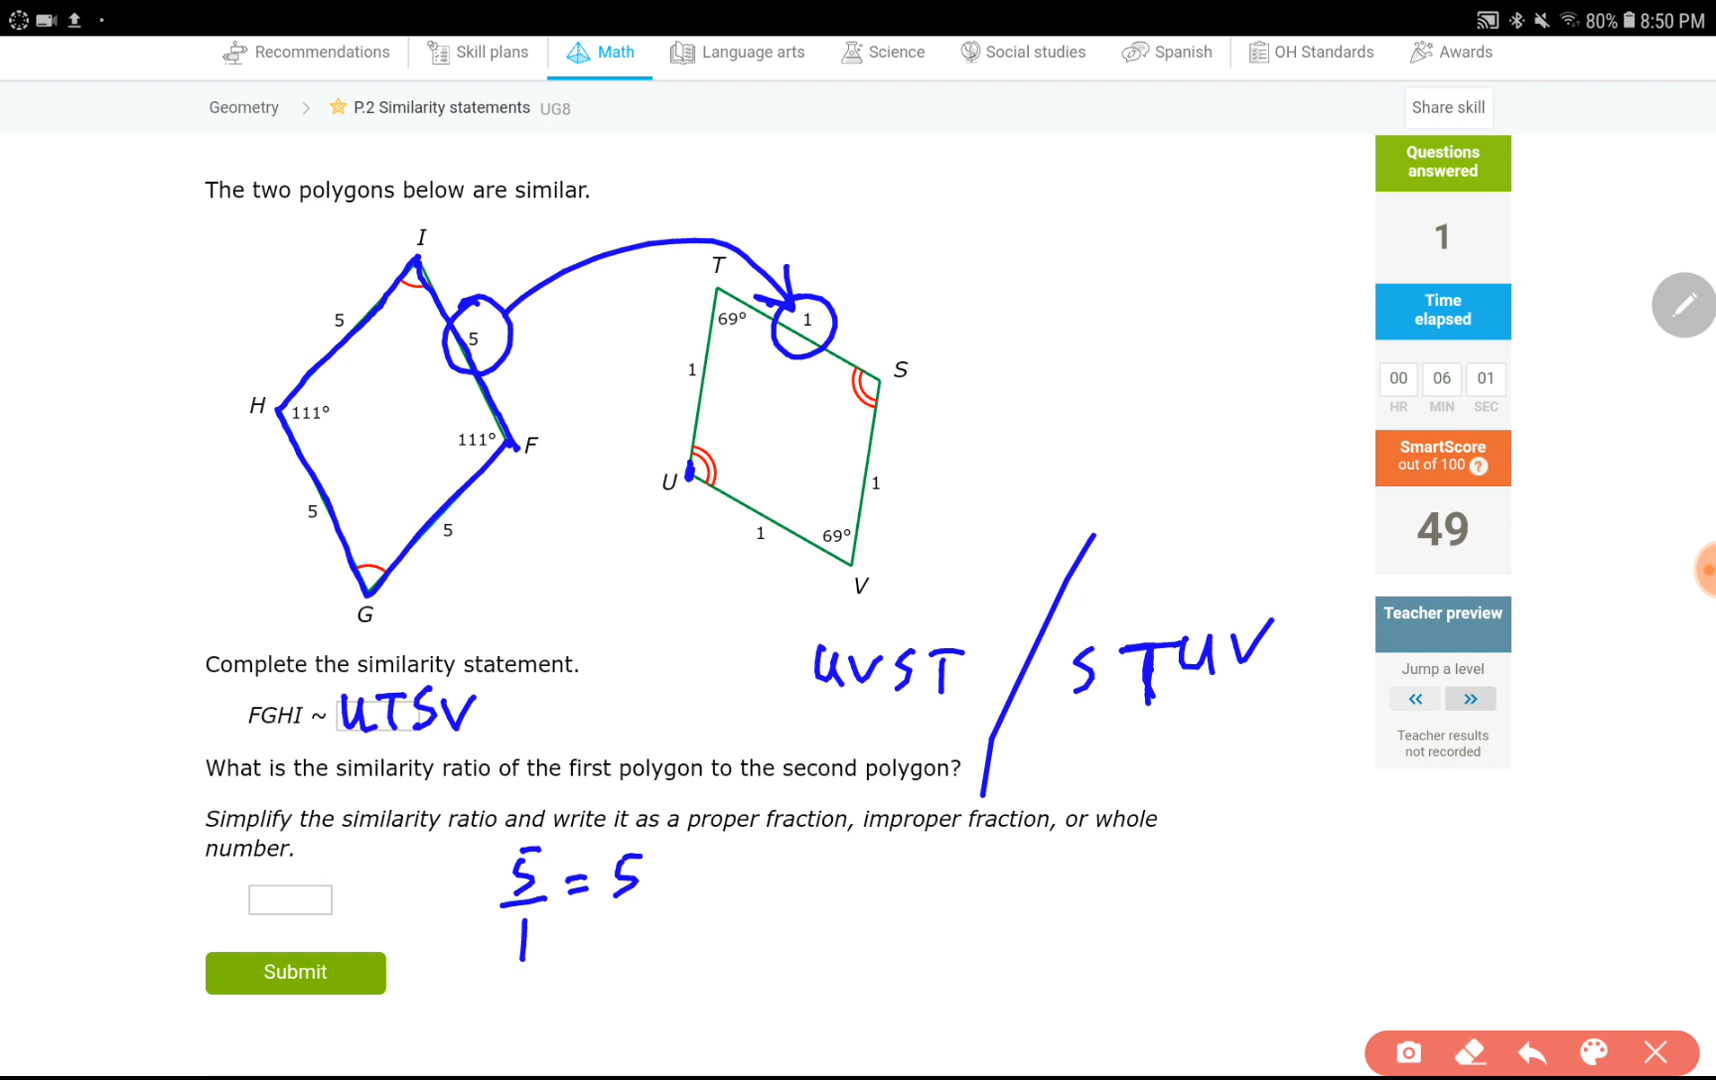 80% 8:50 PM
Recommendations Skill plans Math Language arts Science Social studies Spanish OH Standards Awards
Geometry > P.2 Similarity statements UG8
Share skill
Questions answered
1
Time elapsed
00 06 01
HR MIN SEC
SmartScore
out of 100 ?
49
Teacher preview
Jump a level
Teacher results
not recorded
The two polygons below are similar.
I
5
5
H 111°
111° F
5
5
G
T
69°
1
1
S
U
1
1
69°
V
uvST
STUV
Complete the similarity statement.
FGHI ~ UTSV
What is the similarity ratio of the first polygon to the second polygon?
Simplify the similarity ratio and write it as a proper fraction, improper fraction, or whole
number.
5/1 = 5
Submit